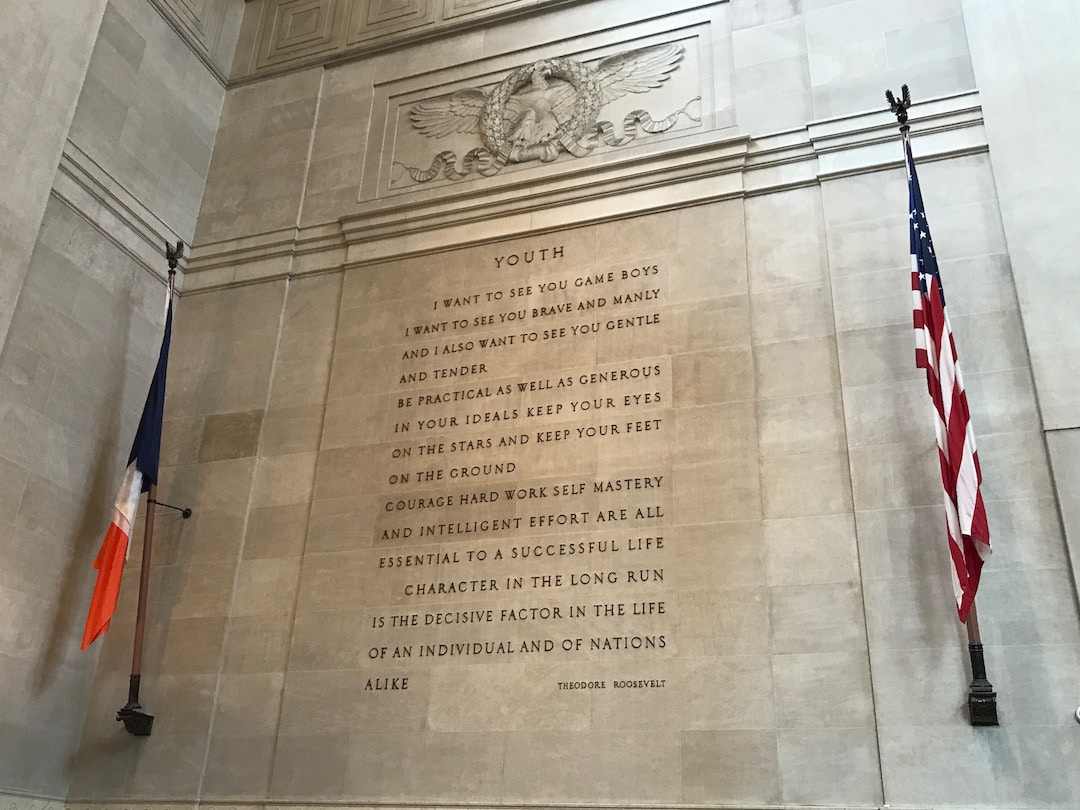 YOUTH
I WANT TO SEE YOU GAME BOYS
I WANT TO SEE YOU BRAVE AND MANLY
AND I ALSO WANT TO SEE YOU GENTLE
AND TENDER
BE PRACTICAL AS WELL AS GENEROUS
IN YOUR IDEALS KEEP YOUR EYES
ON THE STARS AND KEEP YOUR FEET
ON THE GROUND
COURAGE HARD WORK SELF MASTERY
AND INTELLIGENT EFFORT ARE ALL
ESSENTIAL TO A SUCCESSFUL LIFE
CHARACTER IN THE LONG RUN
IS THE DECISIVE FACTOR IN THE LIFE
OF AN INDIVIDUAL AND OF NATIONS
ALIKE
THEODORE ROOSEVELT